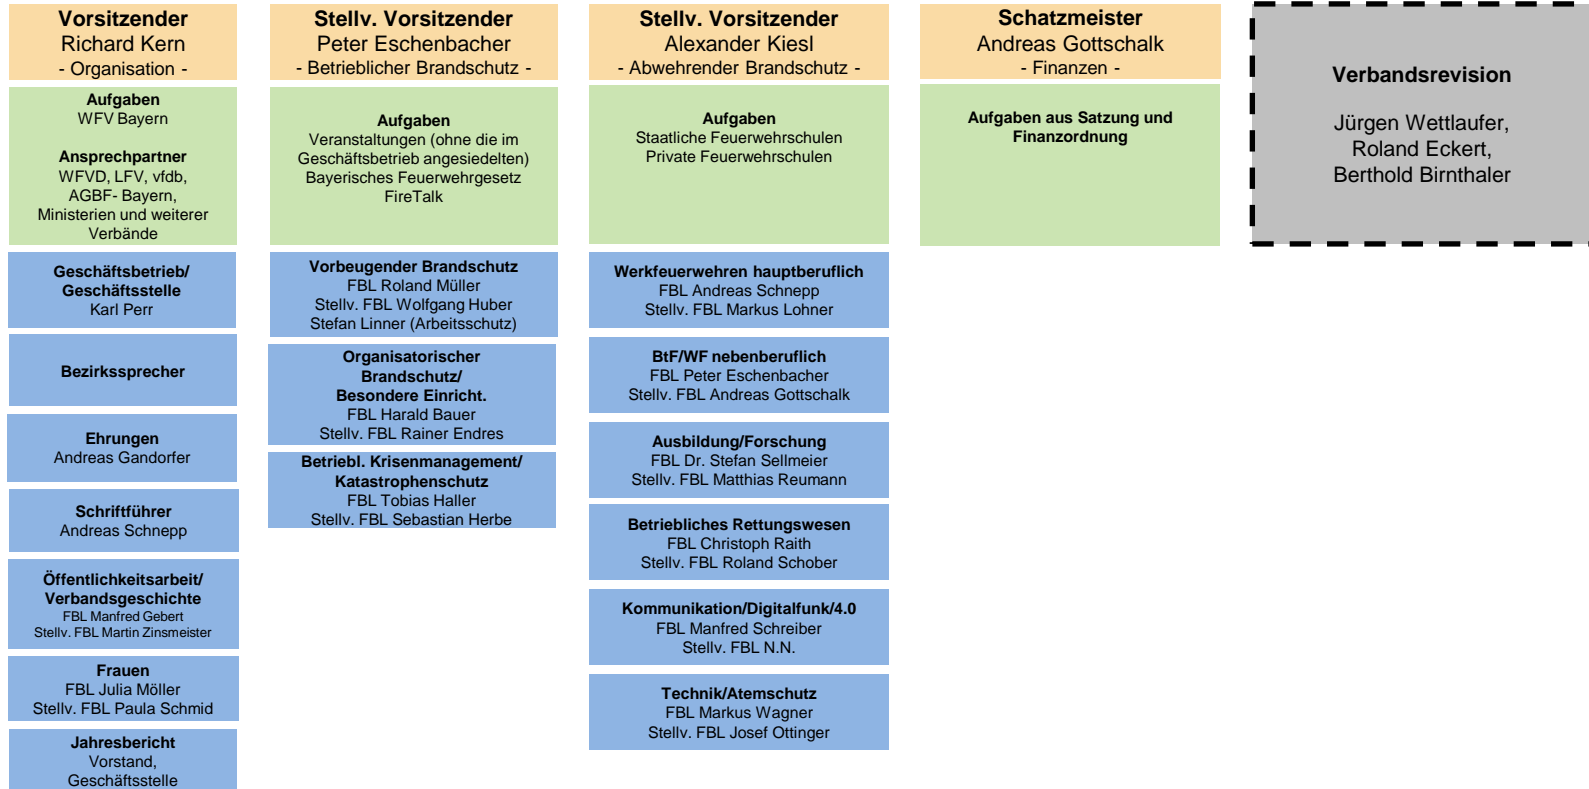 Vorsitzender
Richard Kern
- Organisation -
Aufgaben
WFV Bayern
Ansprechpartner
WFVD, LFV, vfdb,
AGBF- Bayern,
Ministerien und weiterer
Verbände
Geschäftsbetrieb/
Geschäftsstelle
Karl Perr
Bezirkssprecher
Ehrungen
Andreas Gandorfer
Schriftführer
Andreas Schnepp
Öffentlichkeitsarbeit/
Verbandsgeschichte
FBL Manfred Gebert
Stellv. FBL Martin Zinsmeister
Frauen
FBL Julia Möller
Stellv. FBL Paula Schmid
Jahresbericht
Vorstand,
Geschäftsstelle
Stellv. Vorsitzender
Peter Eschenbacher
- Betrieblicher Brandschutz -
Aufgaben
Veranstaltungen (ohne die im
Geschäftsbetrieb angesiedelten)
Bayerisches Feuerwehrgesetz
FireTalk
Vorbeugender Brandschutz
FBL Roland Müller
Stellv. FBL Wolfgang Huber
Stefan Linner (Arbeitsschutz)
Organisatorischer
Brandschutz/
Besondere Einricht.
FBL Harald Bauer
Stellv. FBL Rainer Endres
Betriebl. Krisenmanagement/
Katastrophenschutz
FBL Tobias Haller
Stellv. FBL Sebastian Herbe
Stellv. Vorsitzender
Alexander Kiesl
- Abwehrender Brandschutz -
Aufgaben
Staatliche Feuerwehrschulen
Private Feuerwehrschulen
Werkfeuerwehren hauptberuflich
FBL Andreas Schnepp
Stellv. FBL Markus Lohner
BtF/WF nebenberuflich
FBL Peter Eschenbacher
Stellv. FBL Andreas Gottschalk
Ausbildung/Forschung
FBL Dr. Stefan Sellmeier
Stellv. FBL Matthias Reumann
Betriebliches Rettungswesen
FBL Christoph Raith
Stellv. FBL Roland Schober
Kommunikation/Digitalfunk/4.0
FBL Manfred Schreiber
Stellv. FBL N.N.
Technik/Atemschutz
FBL Markus Wagner
Stellv. FBL Josef Ottinger
Schatzmeister
Andreas Gottschalk
- Finanzen -
Aufgaben aus Satzung und
Finanzordnung
Verbandsrevision
Jürgen Wettlaufer,
Roland Eckert,
Berthold Birnthaler